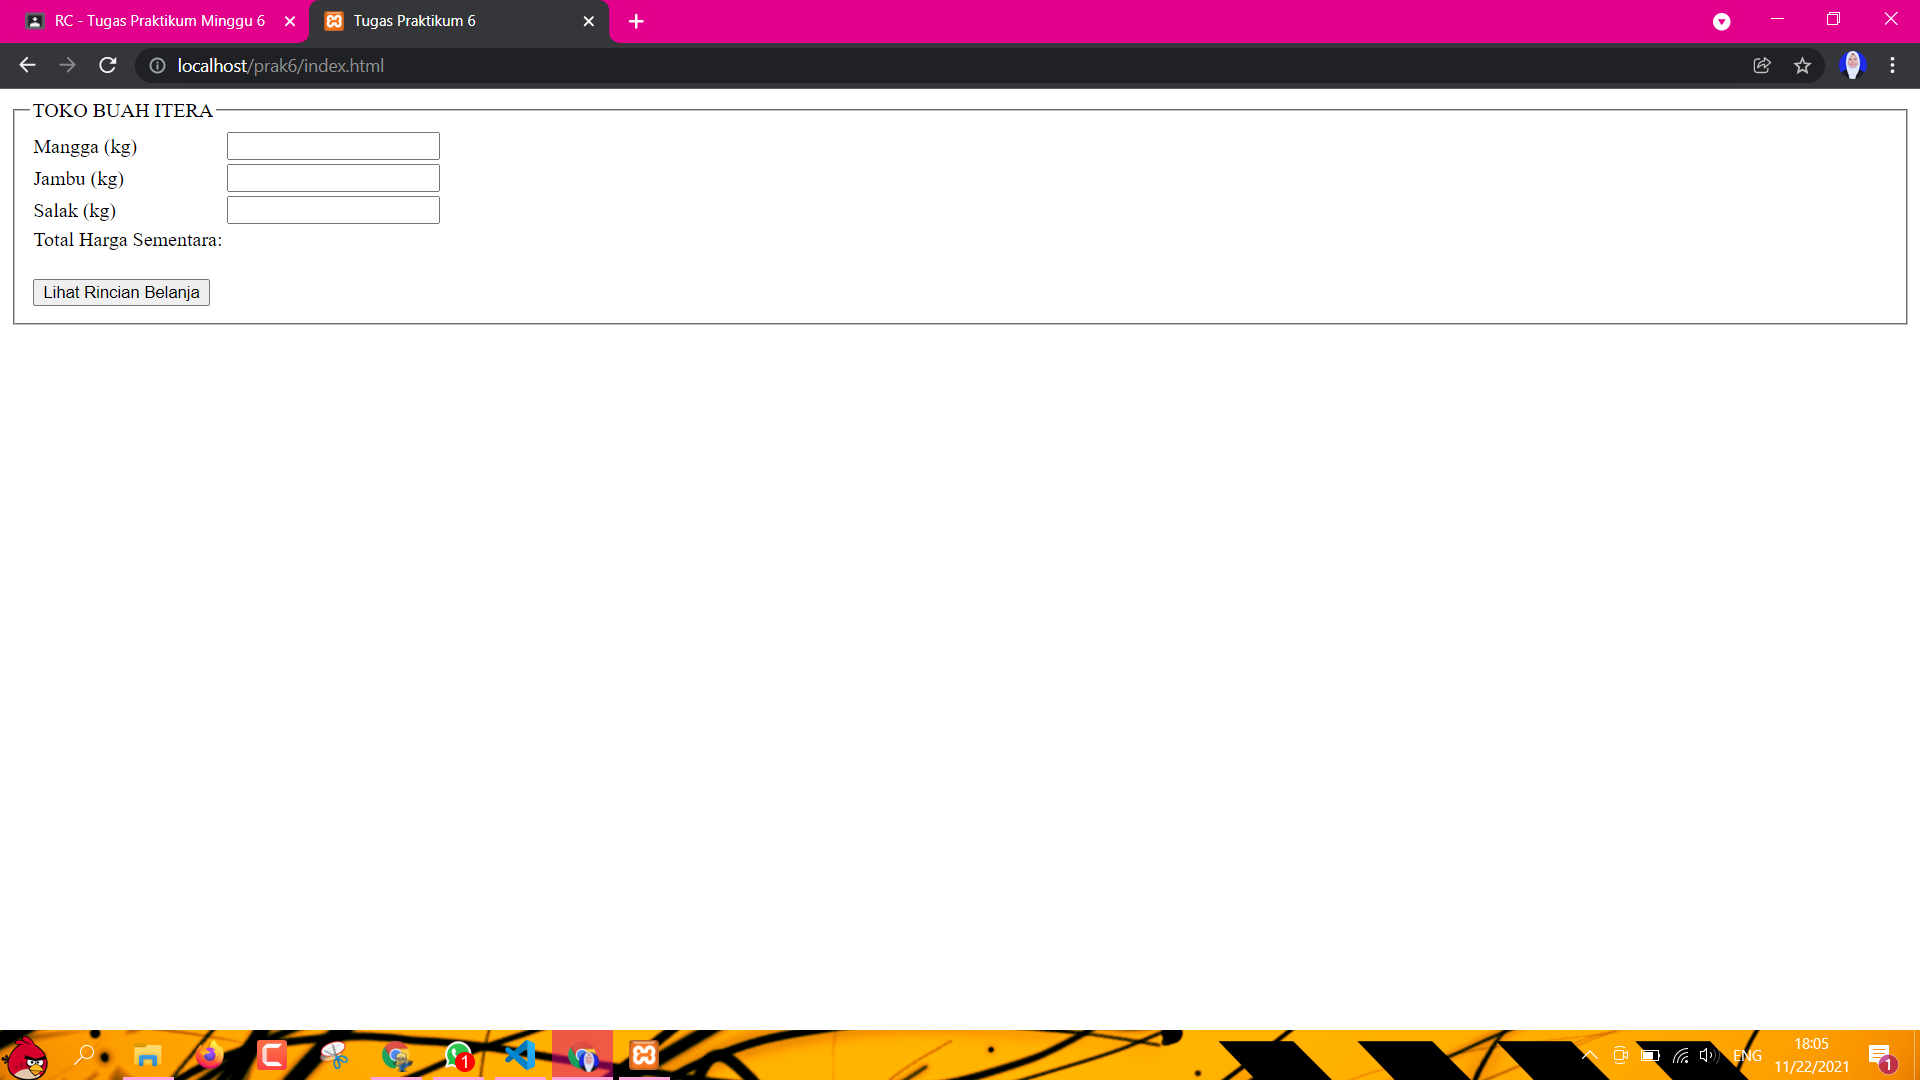 RC - Tugas Praktikum Minggu 6
Tugas Praktikum 6
localhost/prak6/index.html
TOKO BUAH ITERA
Mangga (kg)
Jambu (kg)
Salak (kg)
Total Harga Sementara:
Lihat Rincian Belanja
1
ENG
18:05
11/22/2021
1